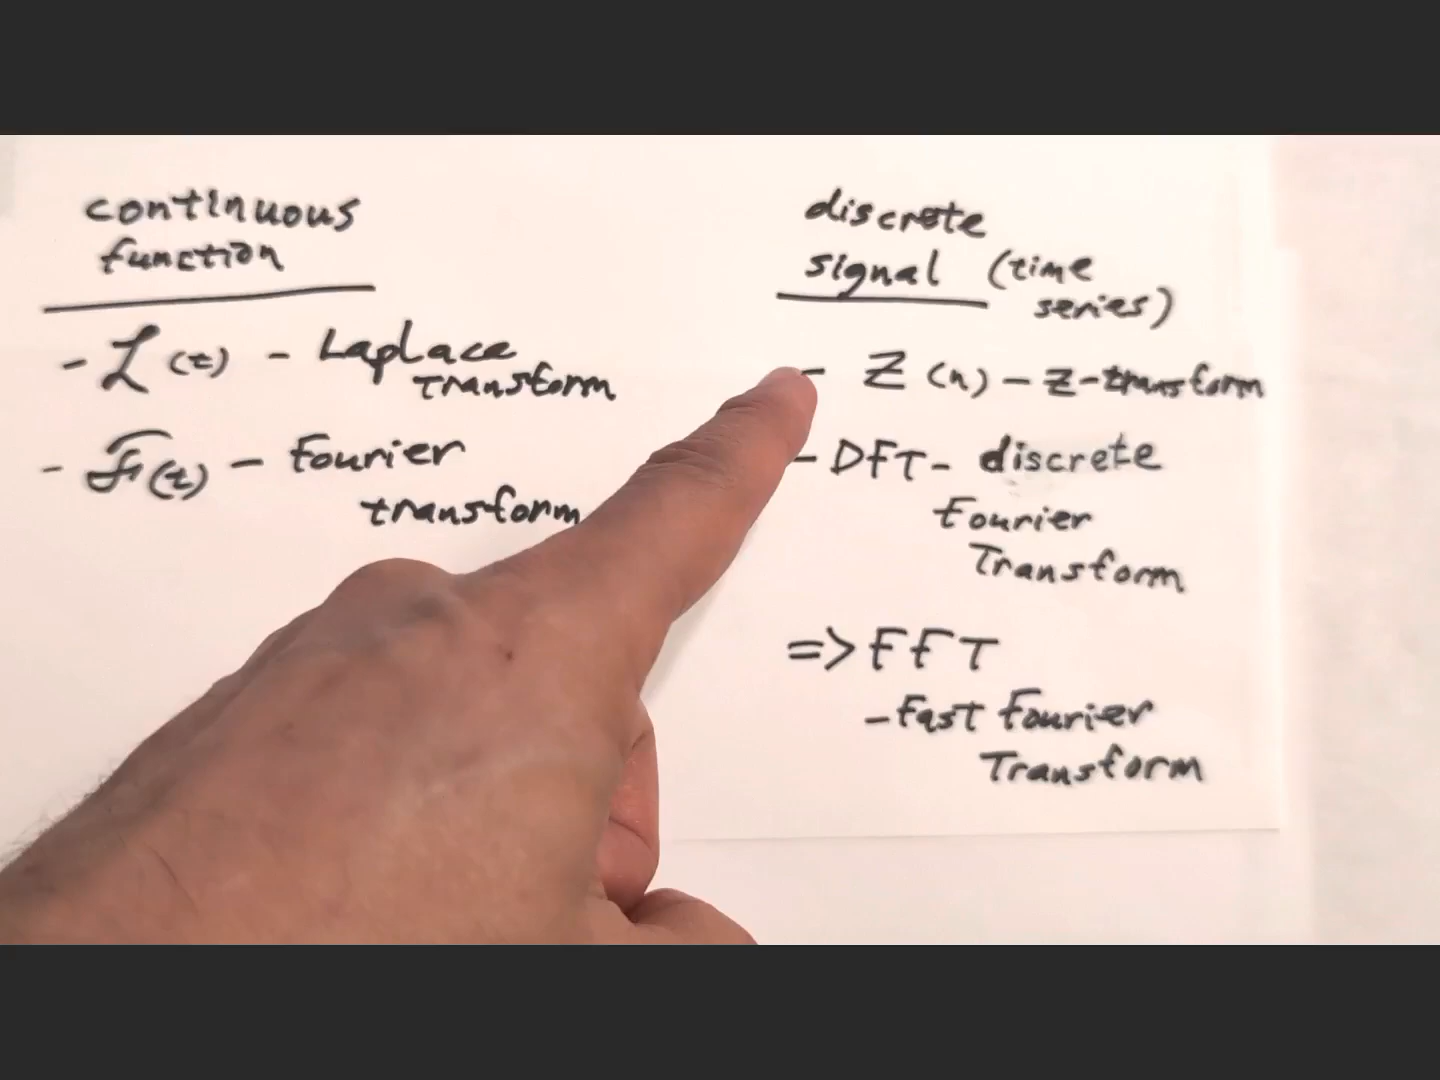 continuous
function
- ℒ(t) - Laplace
transform
- ℱ(t) - Fourier
transform
discrete
signal (time
series)
- Z(n) - Z-transform
- DFT - discrete
Fourier
Transform
=> FFT
- Fast Fourier
Transform